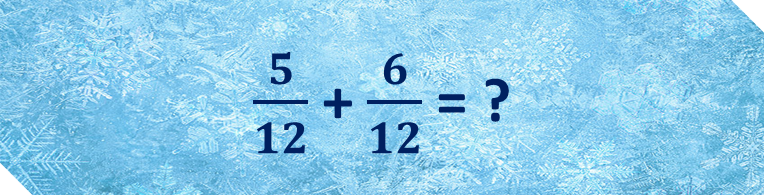 5/12 + 6/12 = ?